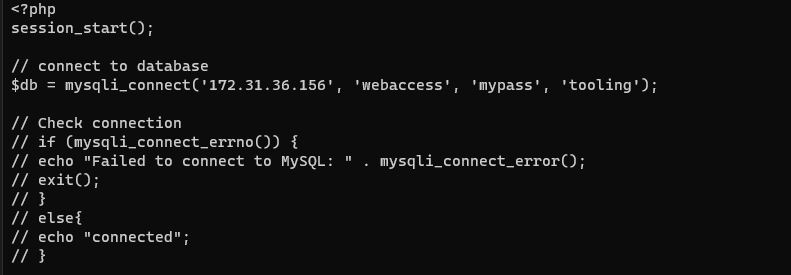 <?php
session_start();

// connect to database
$db = mysqli_connect('172.31.36.156', 'webaccess', 'mypass', 'tooling');

// Check connection
// if (mysqli_connect_errno()) {
// echo "Failed to connect to MySQL: " . mysqli_connect_error();
// exit();
// }
// else{
// echo "connected";
// }